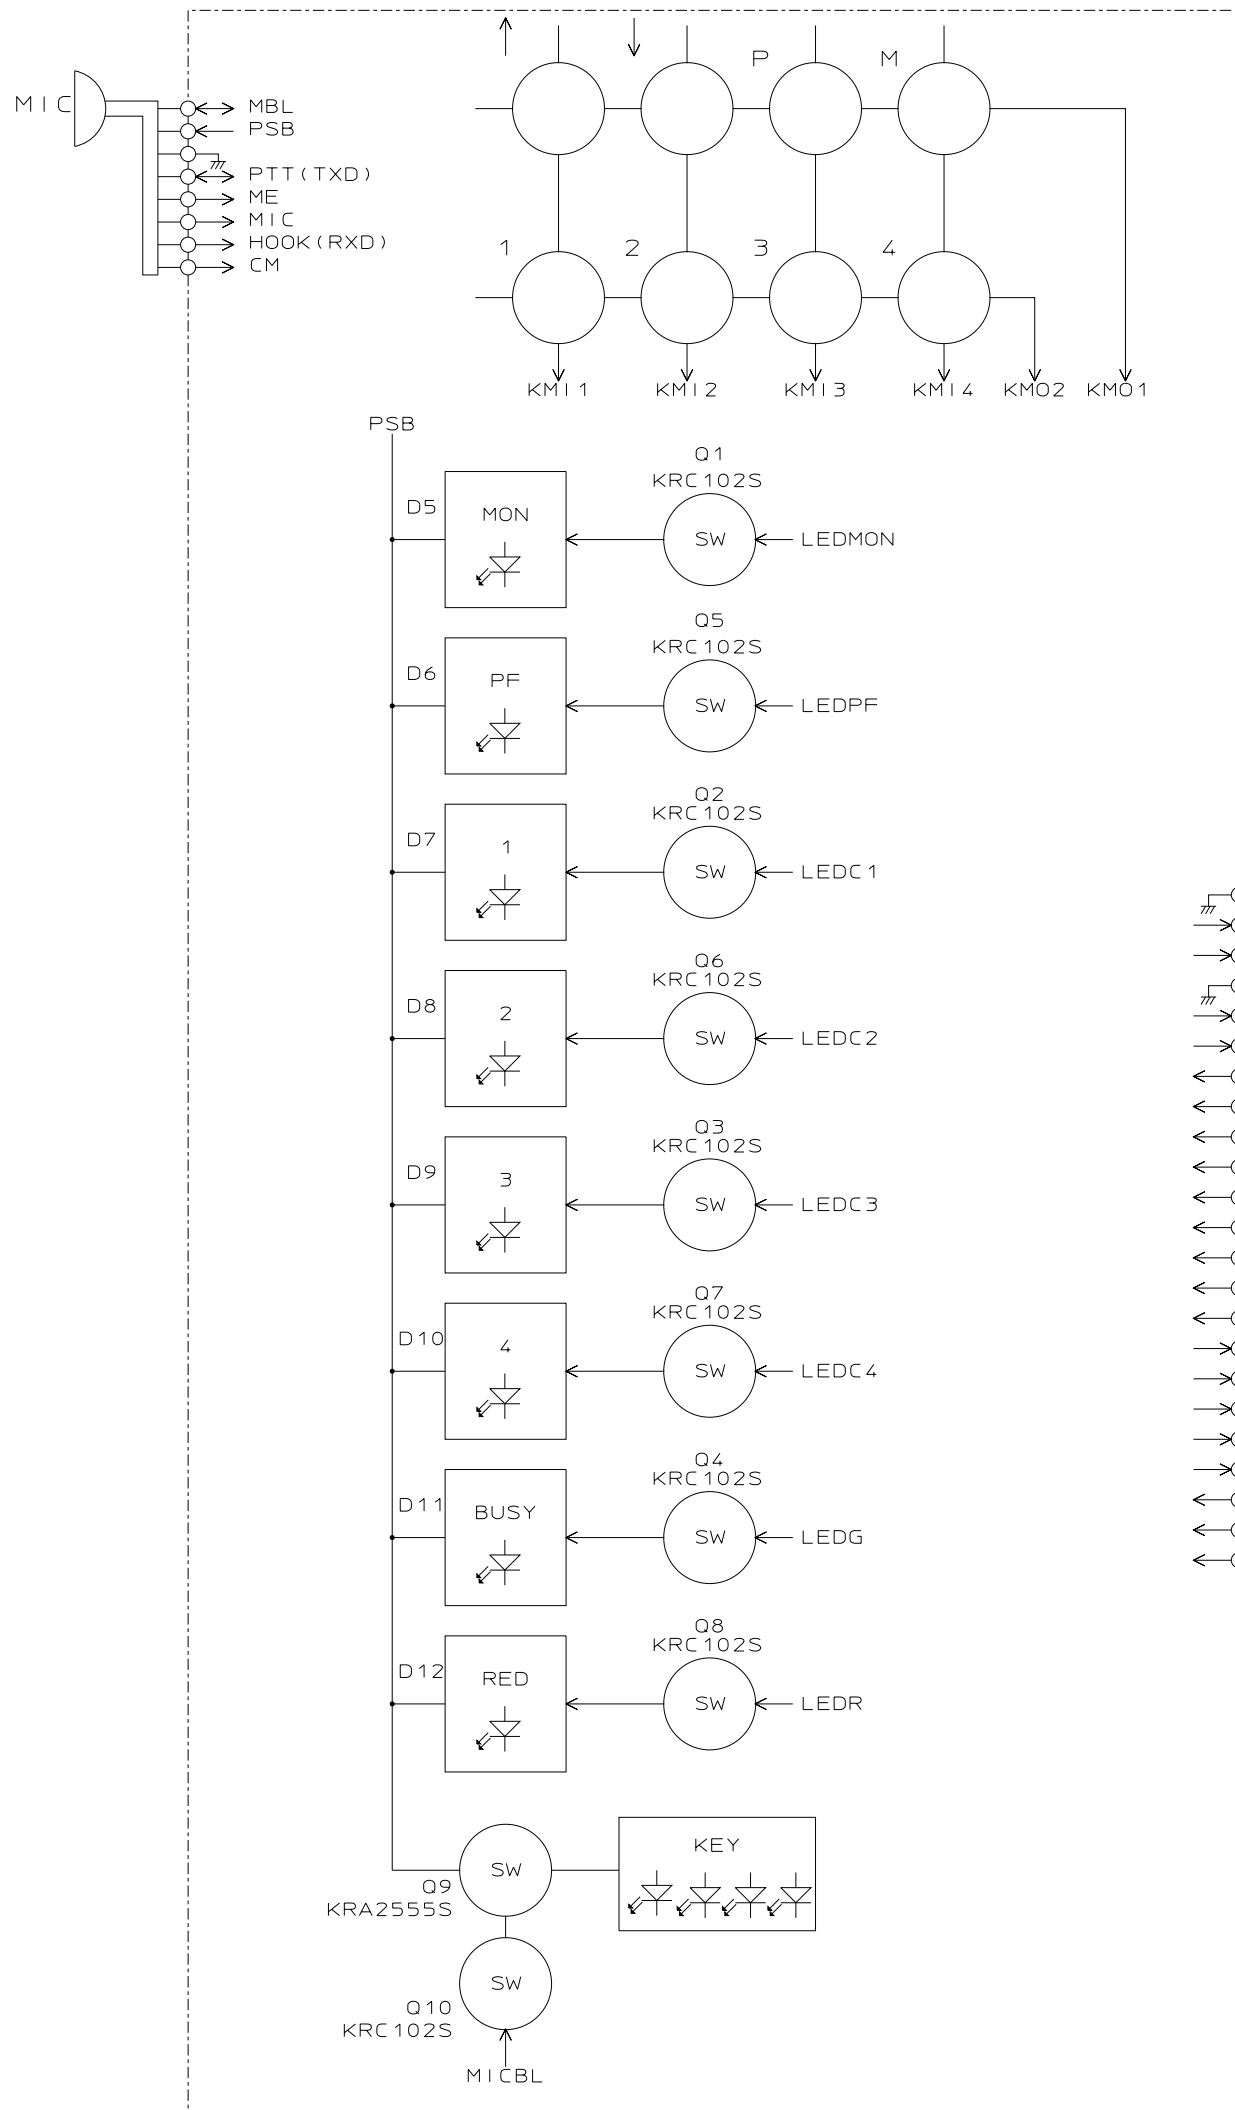 P M
MIC
MBL
PSB
PTT(TXD)
ME
MIC
HOOK(RXD)
CM
1 2 3 4
KMI1 KMI2 KMI3 KMI4 KMO2 KMO1
PSB
Q1
KRC102S
D5
MON
SW
LEDMON
Q5
KRC102S
D6
PF
SW
LEDPF
Q2
KRC102S
D7
1
SW
LEDC1
Q6
KRC102S
D8
2
SW
LEDC2
Q3
KRC102S
D9
3
SW
LEDC3
Q7
KRC102S
D10
4
SW
LEDC4
Q4
KRC102S
D11
BUSY
SW
LEDG
Q8
KRC102S
D12
RED
SW
LEDR
KEY
SW
Q9
KRA2555S
SW
Q10
KRC102S
MICBL